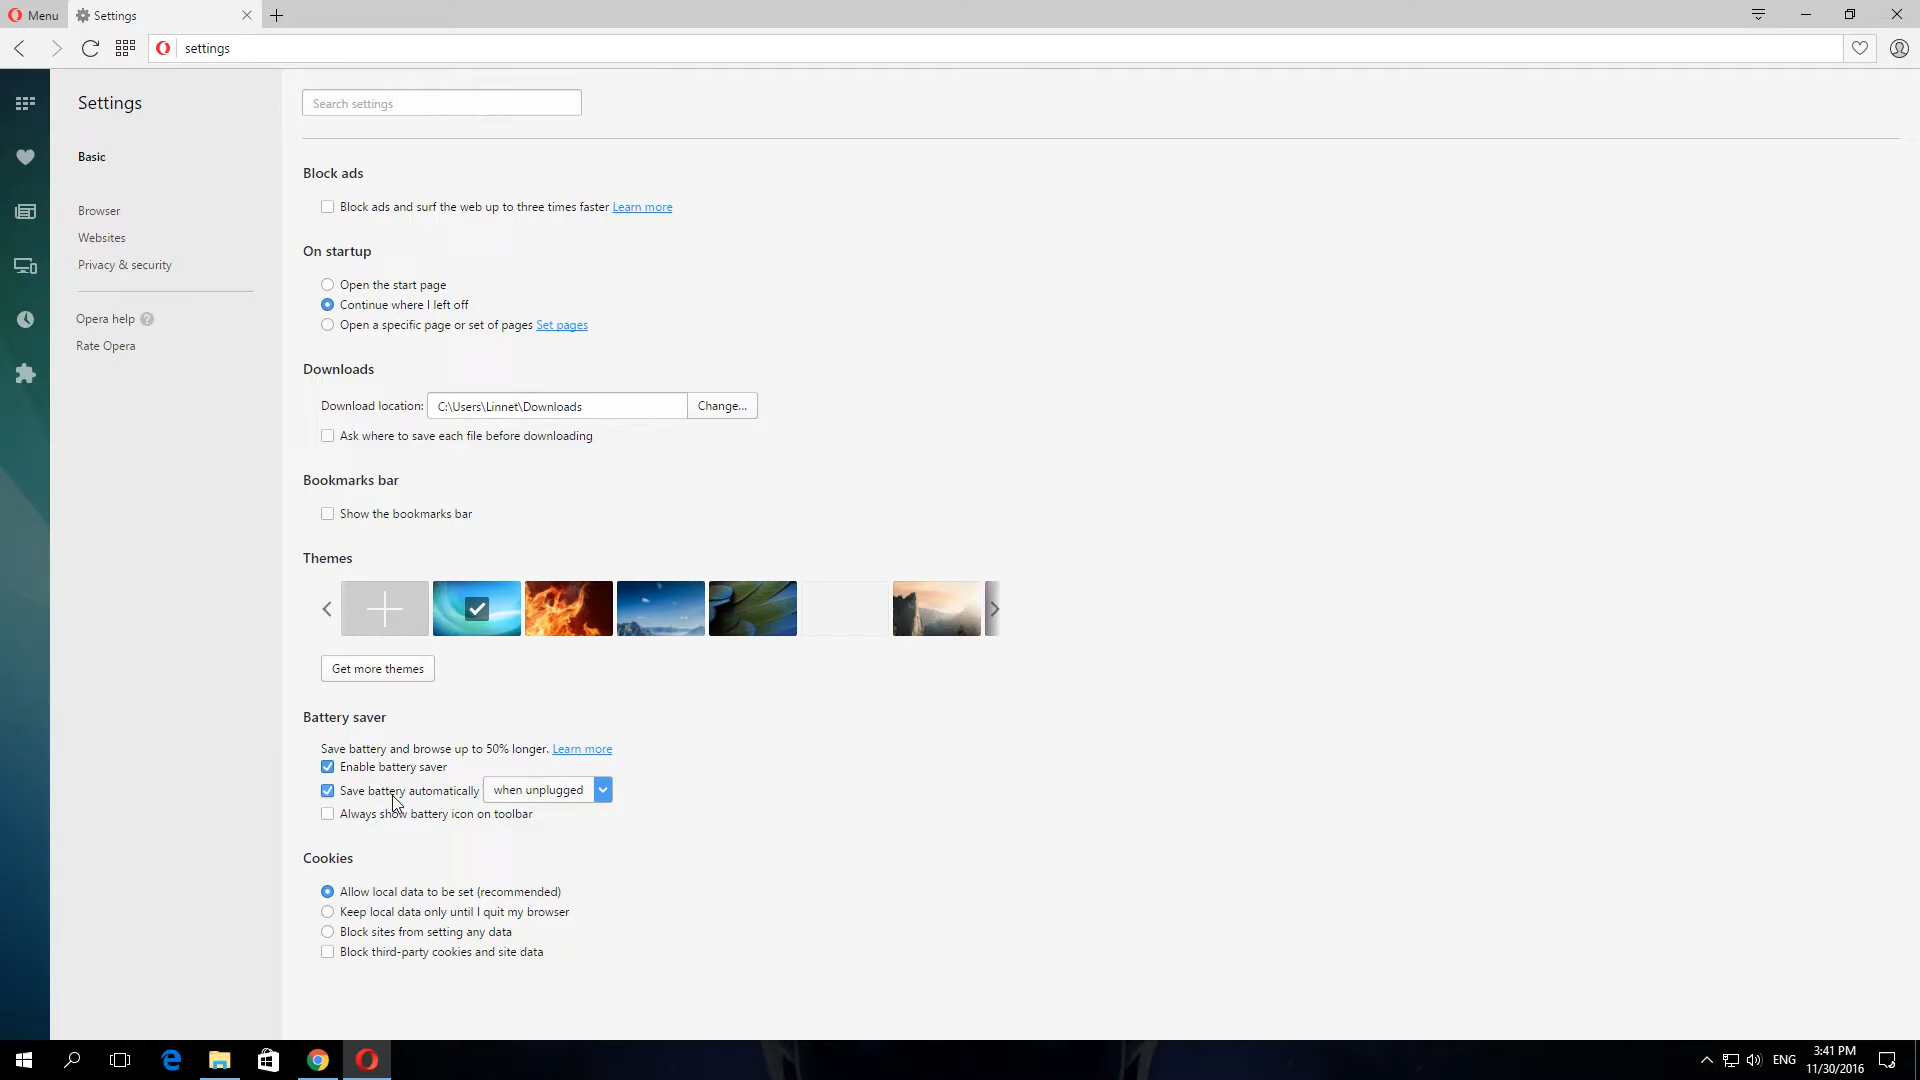 Menu
Settings
settings
Settings
Search settings
Basic
Browser
Websites
Privacy & security
Opera help ?
Rate Opera
Block ads
Block ads and surf the web up to three times faster Learn more
On startup
Open the start page
Continue where I left off
Open a specific page or set of pages Set pages
Downloads
Download location: C:\Users\Linnet\Downloads Change...
Ask where to save each file before downloading
Bookmarks bar
Show the bookmarks bar
Themes
Get more themes
Battery saver
Save battery and browse up to 50% longer. Learn more
Enable battery saver
Save battery automatically when unplugged
Always show battery icon on toolbar
Cookies
Allow local data to be set (recommended)
Keep local data only until I quit my browser
Block sites from setting any data
Block third-party cookies and site data
ENG
3:41 PM
11/30/2016